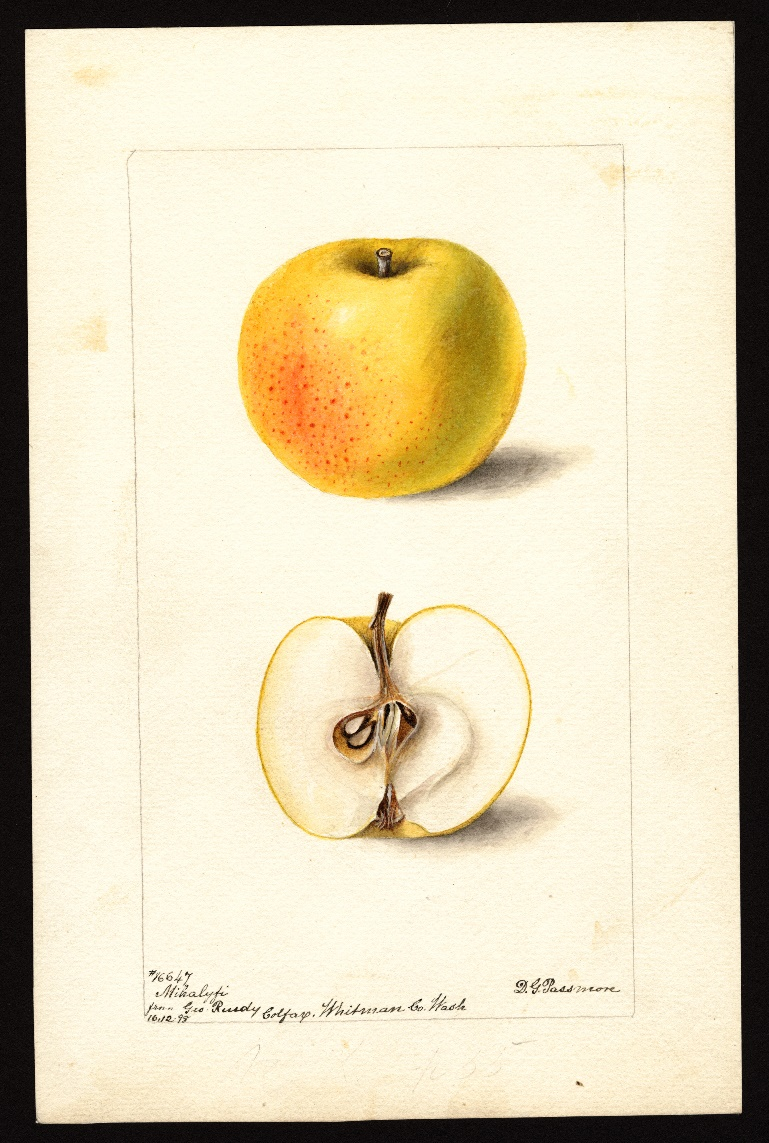 #16647
Mihalyfi
from Geo. Ruedy Colfax, Whitman Co. Wash
10.12.98
D.G. Passmore